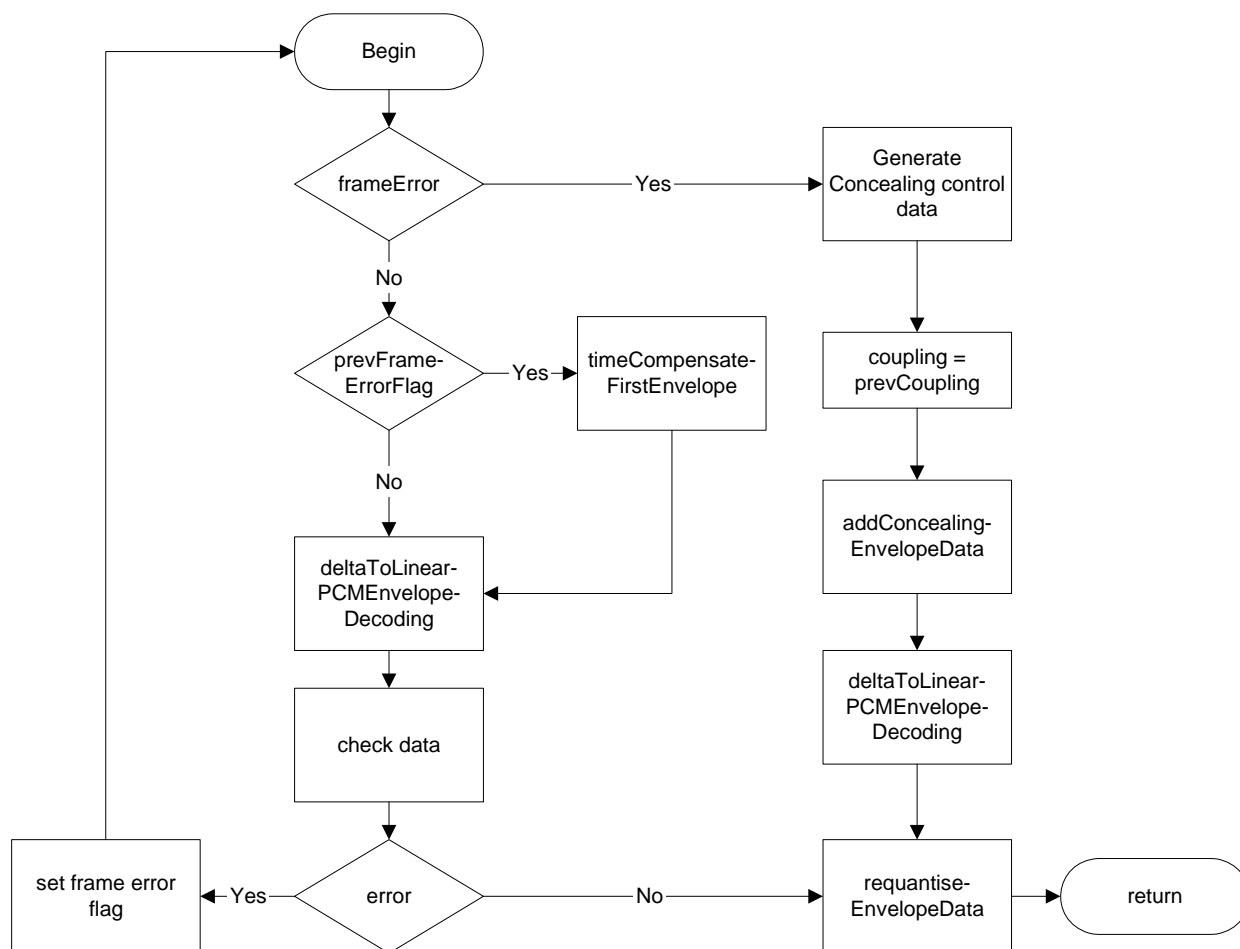 Begin
frameError
Yes
Generate
Concealing control
data
No
prevFrame-
ErrorFlag
Yes
timeCompensate-
FirstEnvelope
coupling =
prevCoupling
No
addConcealing-
EnvelopeData
deltaToLinear-
PCMEnvelope-
Decoding
deltaToLinear-
PCMEnvelope-
Decoding
check data
set frame error
flag
Yes
error
No
requantise-
EnvelopeData
return